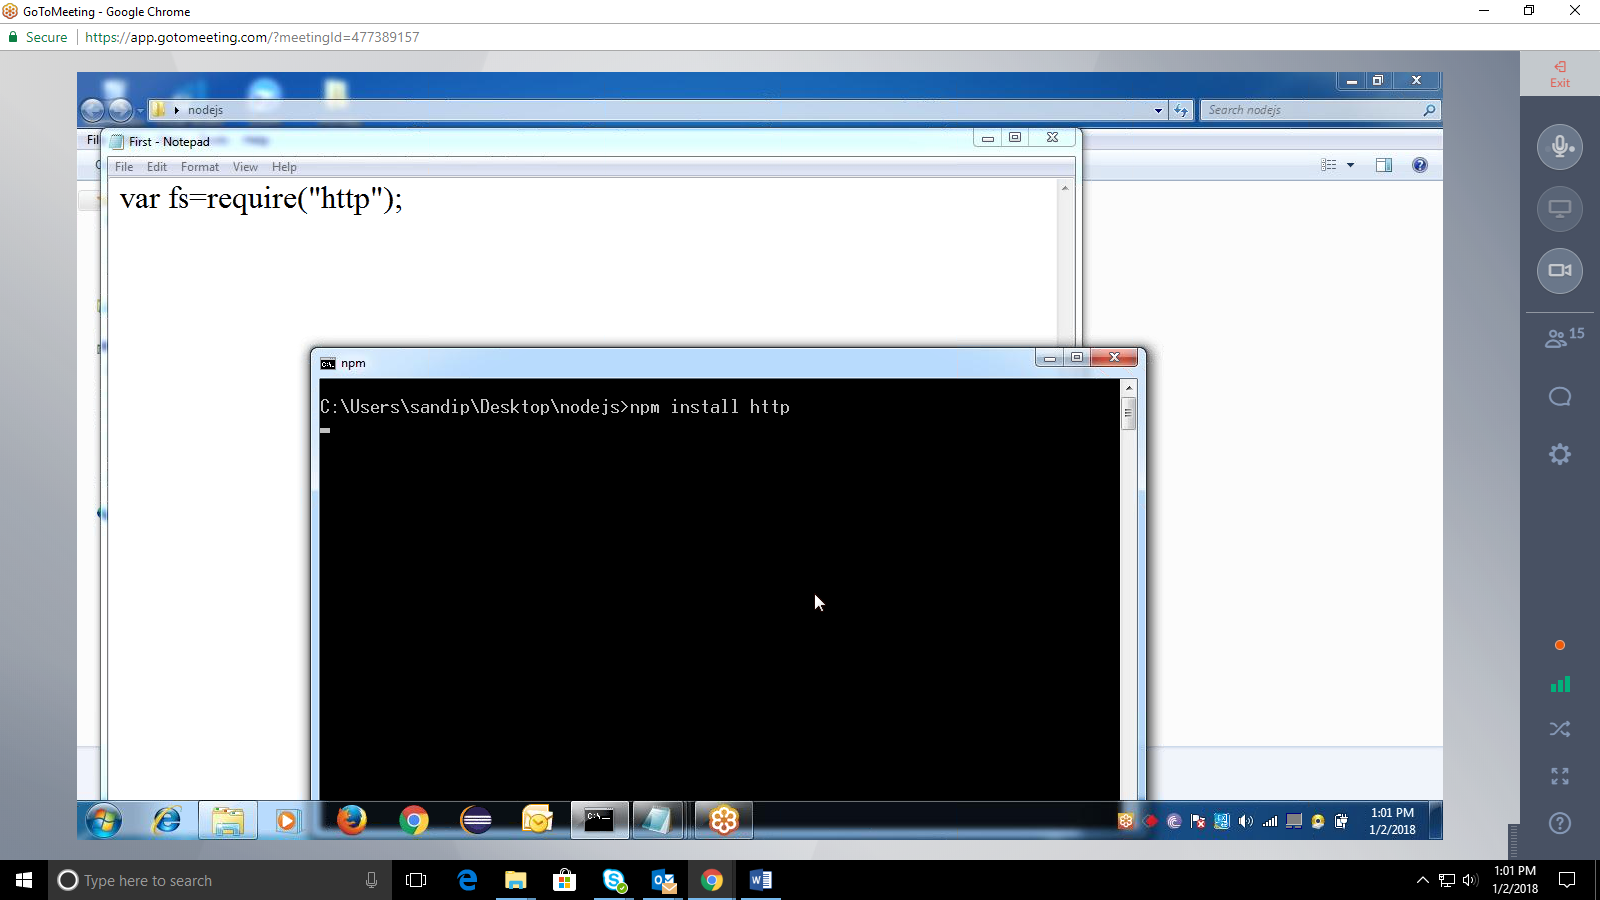 GoToMeeting - Google Chrome
Secure https://app.gotomeeting.com/?meetingId=477389157
Exit
nodejs
Search nodejs
Fil
First - Notepad
File Edit Format View Help
var fs=require("http");
15
npm
C:\Users\sandip\Desktop\nodejs>npm install http
1:01 PM
1/2/2018
Type here to search
1:01 PM
1/2/2018